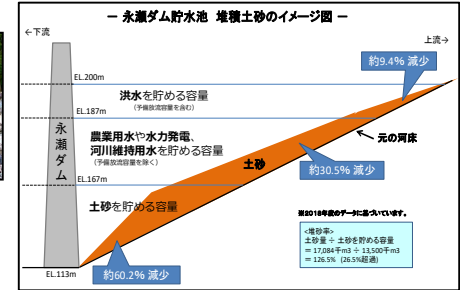 － 永瀬ダム貯水池 堆積土砂のイメージ図 －
←下流
上流→
約9.4% 減少
EL.200m
洪水を貯める容量
(予備放流容量を含む)
EL.187m
永瀬ダム
農業用水や水力発電、
河川維持用水を貯める容量
(予備放流容量を除く)
元の河床
土砂
約30.5% 減少
EL.167m
土砂を貯める容量
※2018年度のデータに基づいています。
<堆砂率>
土砂量 ÷ 土砂を貯める容量
= 17,084千m3 ÷ 13,500千m3
= 126.5% (26.5%超過)
EL.113m
約60.2% 減少